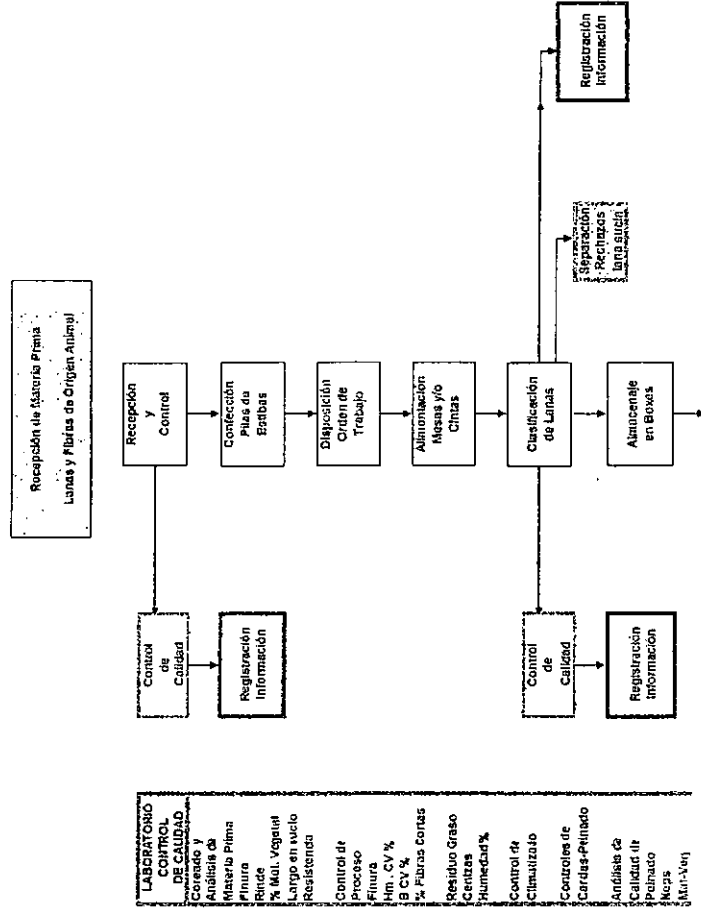 Recepción de Materia Prima
Lanas y Fibras de Origen Animal
Recepción
y
Control
Control
de
Calidad
Registración
Información
Confección
Pilas de
Estibas
Disposición
Orden de
Trabajo
Alimentación
Mesas y/o
Cintas
Clasificación
de Lanas
Control
de
Calidad
Registración
Información
Separación
Rechazos
lana sucia
Registración
Información
Almacenaje
en Boxes
LABORATORIO
CONTROL
DE CALIDAD
Coreado y
Análisis de
Materia Prima
Finura
Rinde
% Mat. Vegetal
Largo en sucio
Resistencia
Control de
Proceso
Finura
Hm - CV %
B CV %
% Fibras Cortas
Residuo Graso
Cenizas
Humedad %
Control de
Climatizado
Controles de
Cardas-Peinado
Análisis de
Calidad de
Peinado
Neps
Mat-Veg